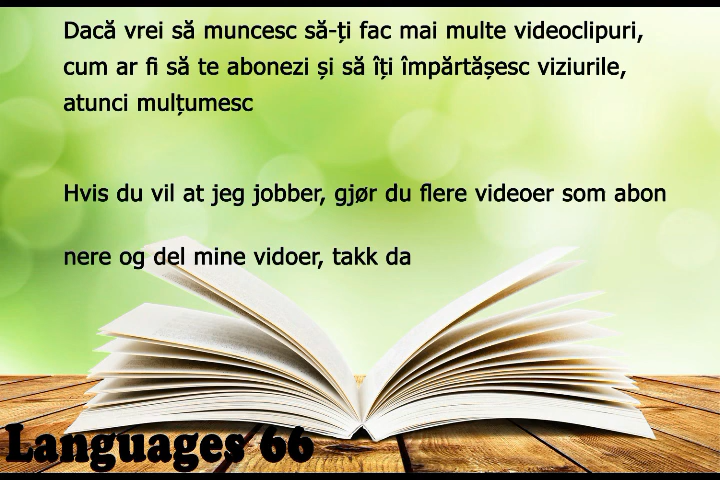 Dacă vrei să muncesc să-ți fac mai multe videoclipuri,
cum ar fi să te abonezi și să îți împărtășesc viziurile,
atunci mulțumesc
Hvis du vil at jeg jobber, gjør du flere videoer som abon
nere og del mine vidoer, takk da
Languages 66